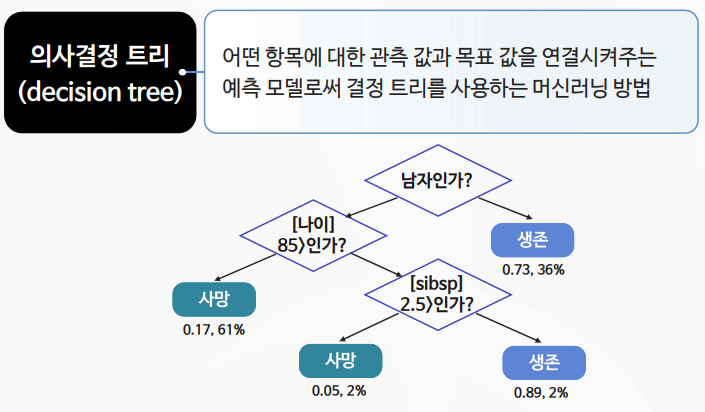 의사결정 트리
(decision tree)
어떤 항목에 대한 관측 값과 목표 값을 연결시켜주는
예측 모델로써 결정 트리를 사용하는 머신러닝 방법
남자인가?
[나이]
85>인가?
생존
0.73, 36%
[sibsp]
2.5>인가?
사망
0.17, 61%
사망
0.05, 2%
생존
0.89, 2%